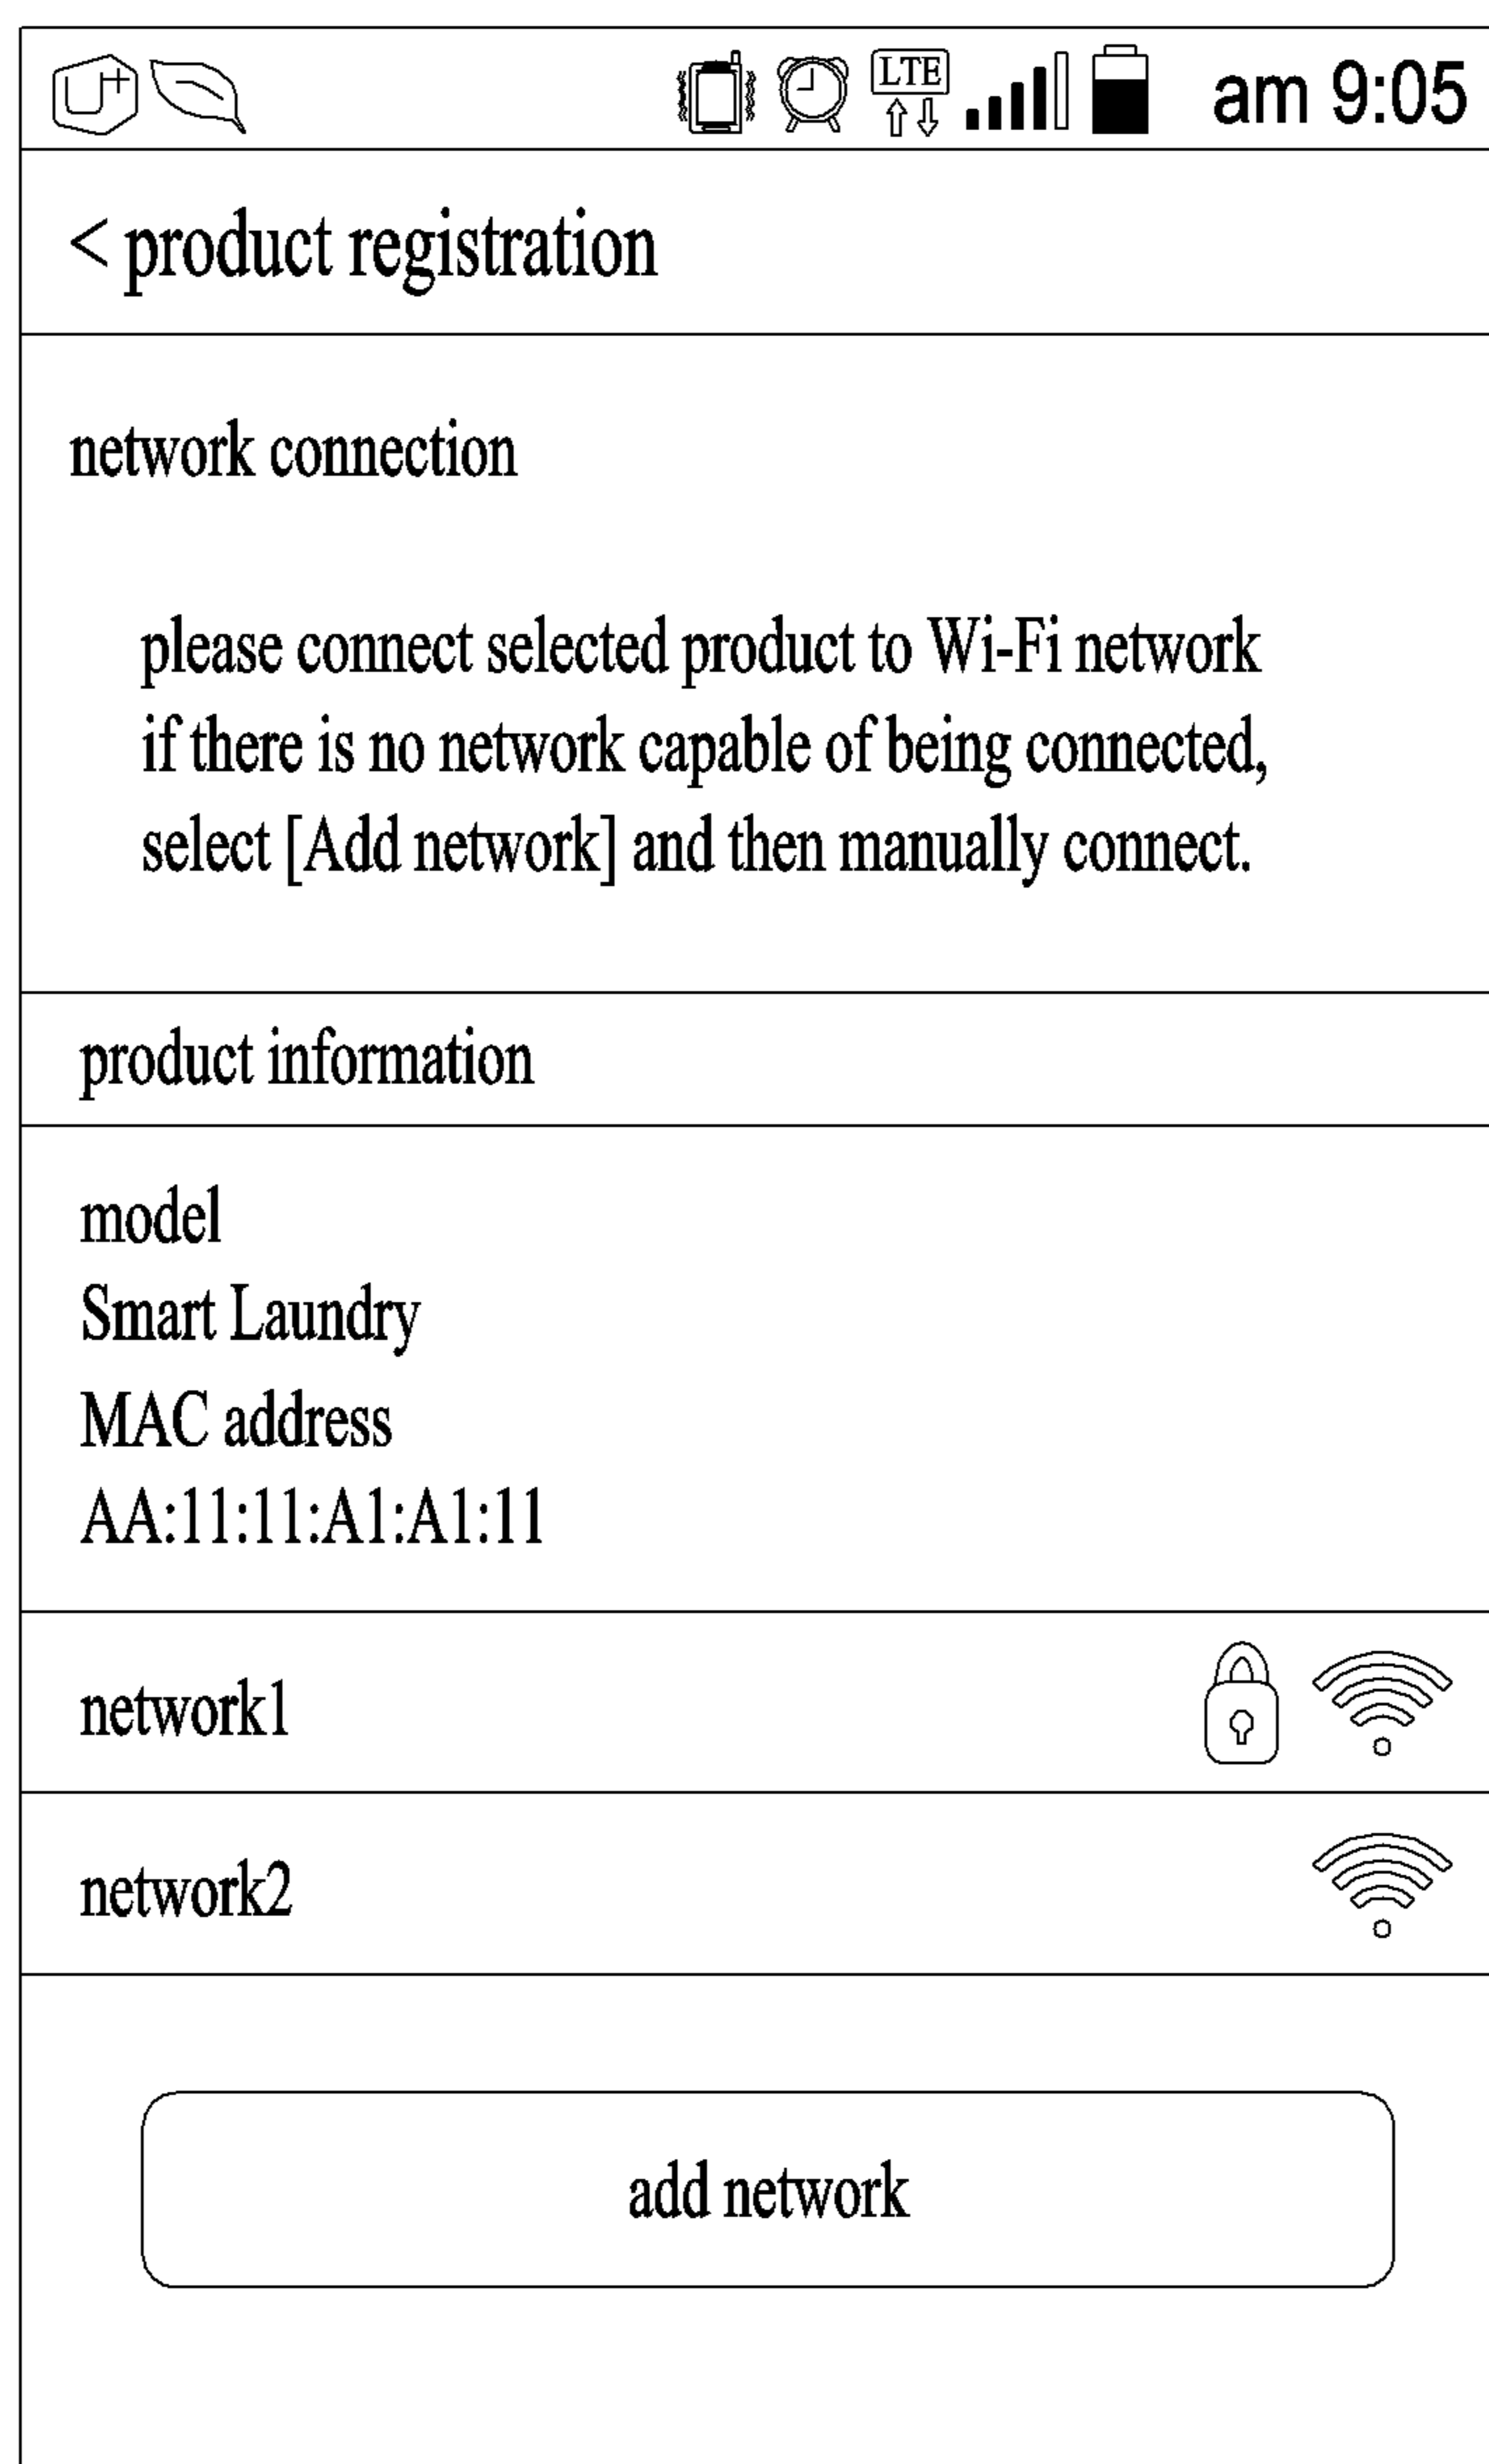 U+
LTE
am 9:05
< product registration
network connection
please connect selected product to Wi-Fi network
if there is no network capable of being connected,
select [Add network] and then manually connect.
product information
model
Smart Laundry
MAC address
AA:11:11:A1:A1:11
network1
network2
add network